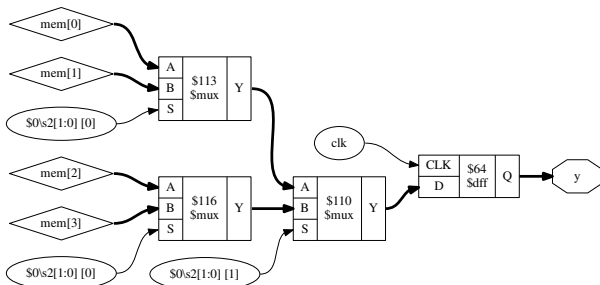 mem[0]
mem[1]
$0\s2[1:0] [0]
A
B
S
$113
$mux
Y
mem[2]
mem[3]
$0\s2[1:0] [0]
A
B
S
$116
$mux
Y
$0\s2[1:0] [1]
A
B
S
$110
$mux
Y
clk
CLK
D
$64
$dff
Q
y